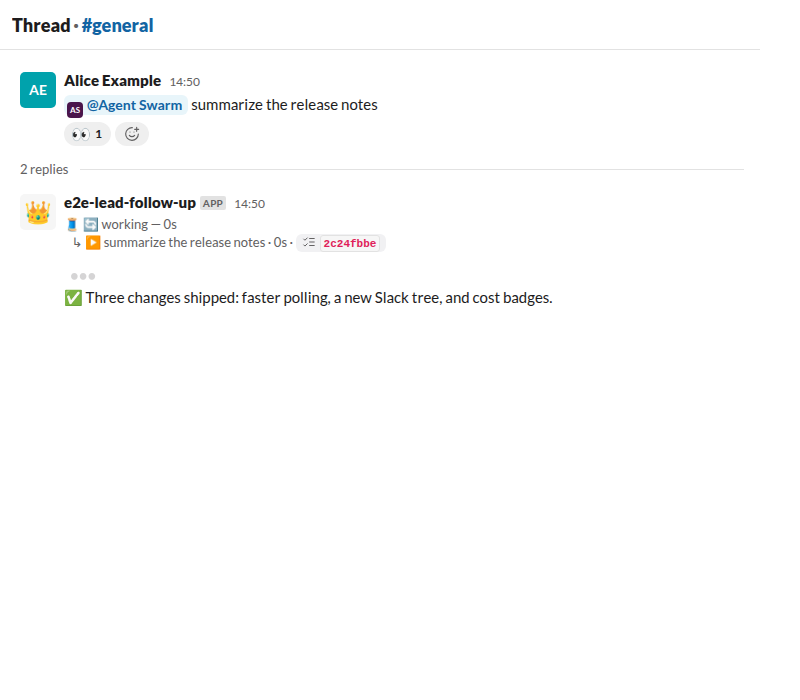 Thread • #general
AE
Alice Example 14:50
AS @Agent Swarm summarize the release notes
1
2 replies
e2e-lead-follow-up APP 14:50
working — 0s
↳ summarize the release notes · 0s · 2c24fbbe
Three changes shipped: faster polling, a new Slack tree, and cost badges.